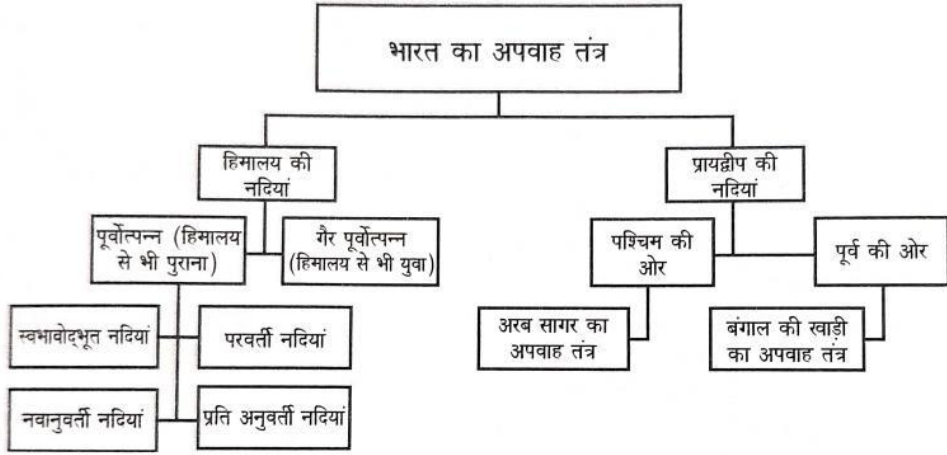 भारत का अपवाह तंत्र
हिमालय की
नदियां
प्रायद्वीप की
नदियां
पूर्वोत्पन्न (हिमालय
से भी पुराना)
गैर पूर्वोत्पन्न
(हिमालय से भी युवा)
पश्चिम की
ओर
पूर्व की ओर
स्वभावोद्भूत नदियां
परवर्ती नदियां
अरब सागर का
अपवाह तंत्र
बंगाल की खाड़ी
का अपवाह तंत्र
नवानुवर्ती नदियां
प्रति अनुवर्ती नदियां